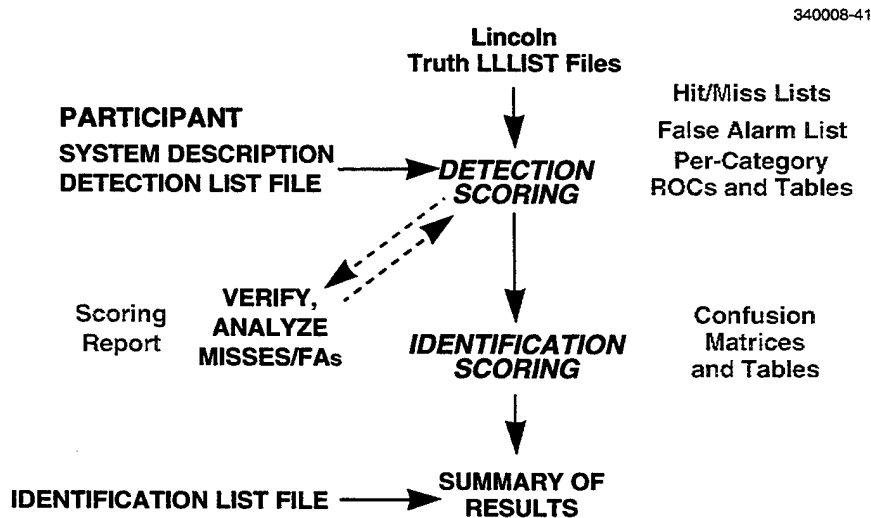 340008-41
Lincoln
Truth LLLIST Files
Hit/Miss Lists
False Alarm List
Per-Category
ROCs and Tables
PARTICIPANT
SYSTEM DESCRIPTION
DETECTION LIST FILE
DETECTION
SCORING
Scoring
Report
VERIFY,
ANALYZE
MISSES/FAs
IDENTIFICATION
SCORING
Confusion
Matrices
and Tables
IDENTIFICATION LIST FILE
SUMMARY OF
RESULTS